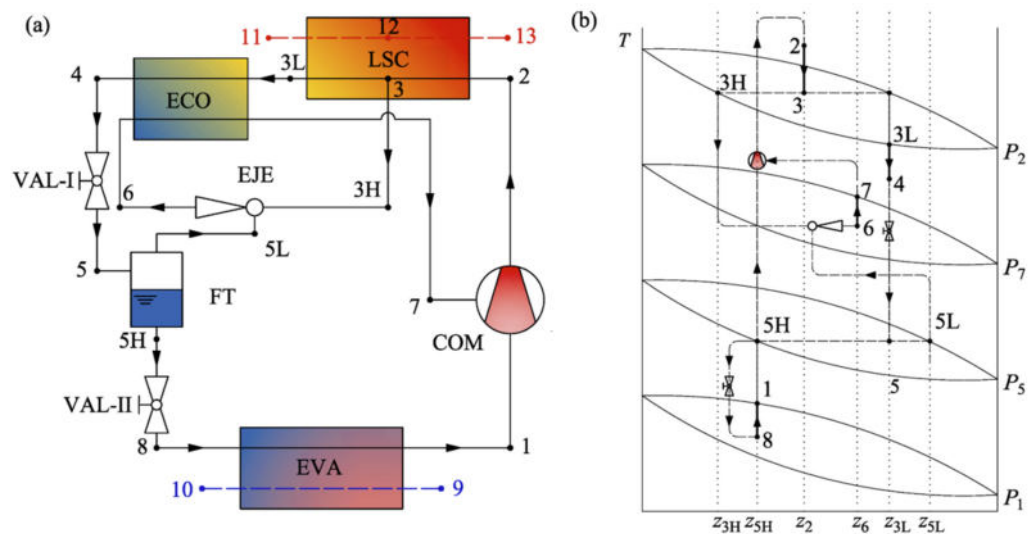 (a)
11
12
13
LSC
3L
4
2
3
ECO
VAL-I
EJE
6
3H
5L
5
FT
7
5H
COM
VAL-II
8
1
EVA
10
9
(b)
T
2
3H
3
3L
P2
4
7
6
P7
5H
5L
5
P5
1
8
P1
z3H z5H z2 z6 z3L z5L